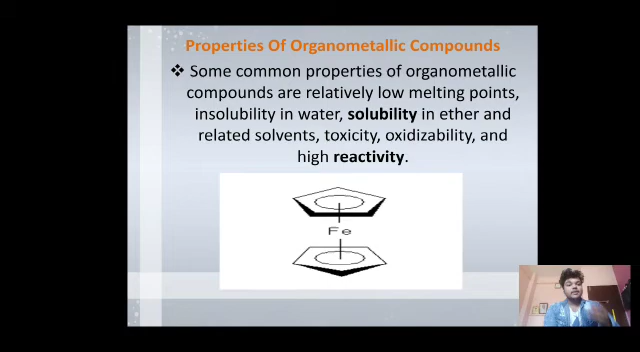 Properties Of Organometallic Compounds
❖ Some common properties of organometallic
compounds are relatively low melting points,
insolubility in water, solubility in ether and
related solvents, toxicity, oxidizability, and
high reactivity.
Fe